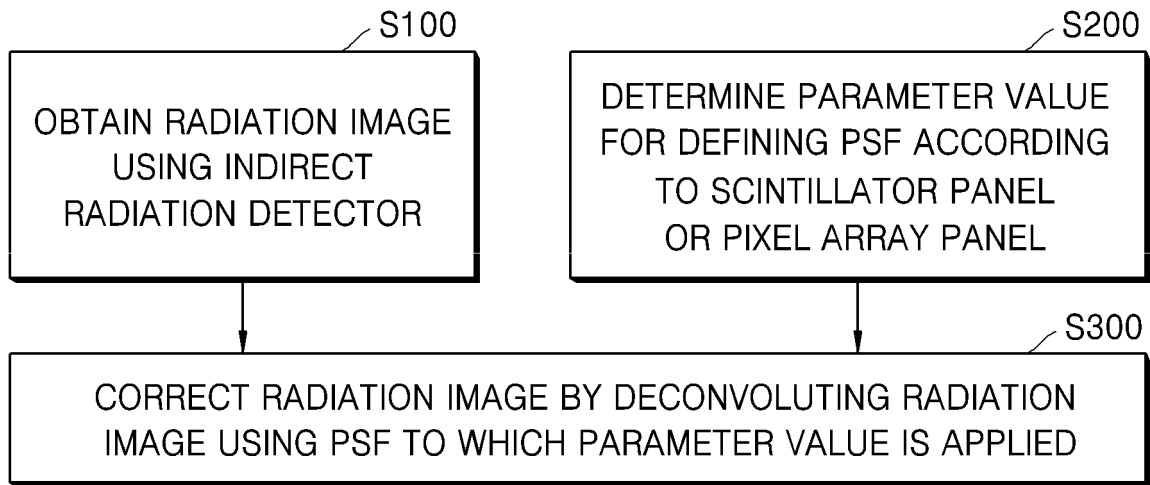 S100
OBTAIN RADIATION IMAGE
USING INDIRECT
RADIATION DETECTOR
S200
DETERMINE PARAMETER VALUE
FOR DEFINING PSF ACCORDING
TO SCINTILLATOR PANEL
OR PIXEL ARRAY PANEL
S300
CORRECT RADIATION IMAGE BY DECONVOLUTING RADIATION
IMAGE USING PSF TO WHICH PARAMETER VALUE IS APPLIED